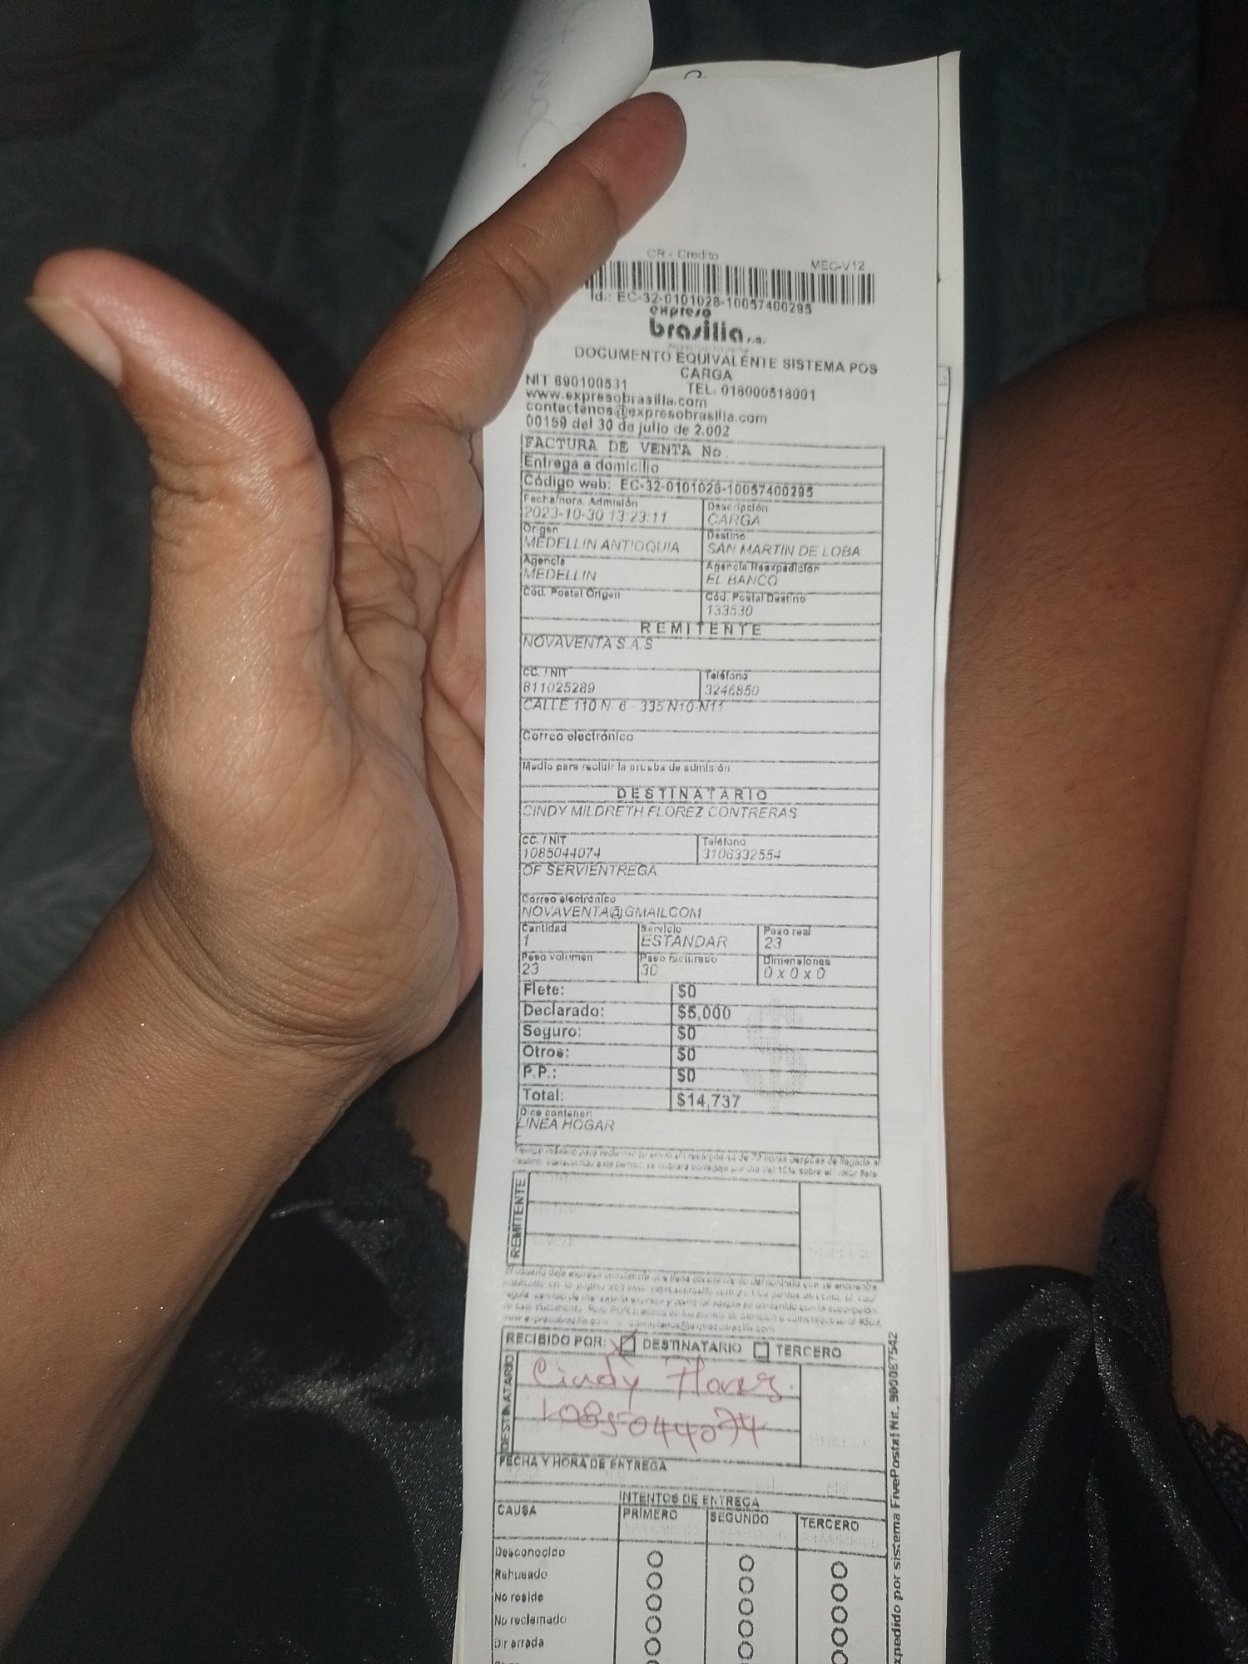 CR - Credito
MEC-V12
Id.: EC-32-0101028-10057400295
expreso
brasilia s.a.
DOCUMENTO EQUIVALENTE SISTEMA POS
CARGA
NIT 890100531 TEL. 018000518001
www.expresobrasilia.com
contactenos@expresobrasilia.com
00159 del 30 de julio de 2.002
FACTURA DE VENTA No.
Entrega a domicilio
Código web: EC-32-0101028-10057400295
Fecha/hora. Admisión Descripción
2023-10-30 13:23:11 CARGA
Origen Destino
MEDELLIN ANTIOQUIA SAN MARTIN DE LOBA
Agencia Agencia Reexpedición
MEDELLIN EL BANCO
Cód. Postal Origen Cód. Postal Destino
133530
REMITENTE
NOVAVENTA S.A.S
CC. / NIT Teléfono
811025289 3246850
CALLE 110 N. 6 - 335 N10 N11
Correo electrónico
Medio para recibir la prueba de admisión
DESTINATARIO
CINDY MILDRETH FLOREZ CONTRERAS
CC. / NIT Teléfono
1085044074 3106332554
OF SERVIENTREGA
Correo electrónico
NOVAVENTA@GMAILCOM
Cantidad Servicio Peso real
1 ESTANDAR 23
Peso volumen Peso facturado Dimensiones
23 30 0 x 0 x 0
Flete: $0
Declarado: $5,000
Seguro: $0
Otros: $0
P.P.: $0
Total: $14,737
Dice contener:
LINEA HOGAR
REMITENTE
RECIBIDO POR: X DESTINATARIO TERCERO
DESTINATARIO
Cindy Florez.
1085044074
FECHA Y HORA DE ENTREGA
INTENTOS DE ENTREGA
CAUSA PRIMERO SEGUNDO TERCERO
Desconocido
Rehusado
No reside
No reclamado
Dir errada
xpedido por sistema FivePostal Nit. 900087542